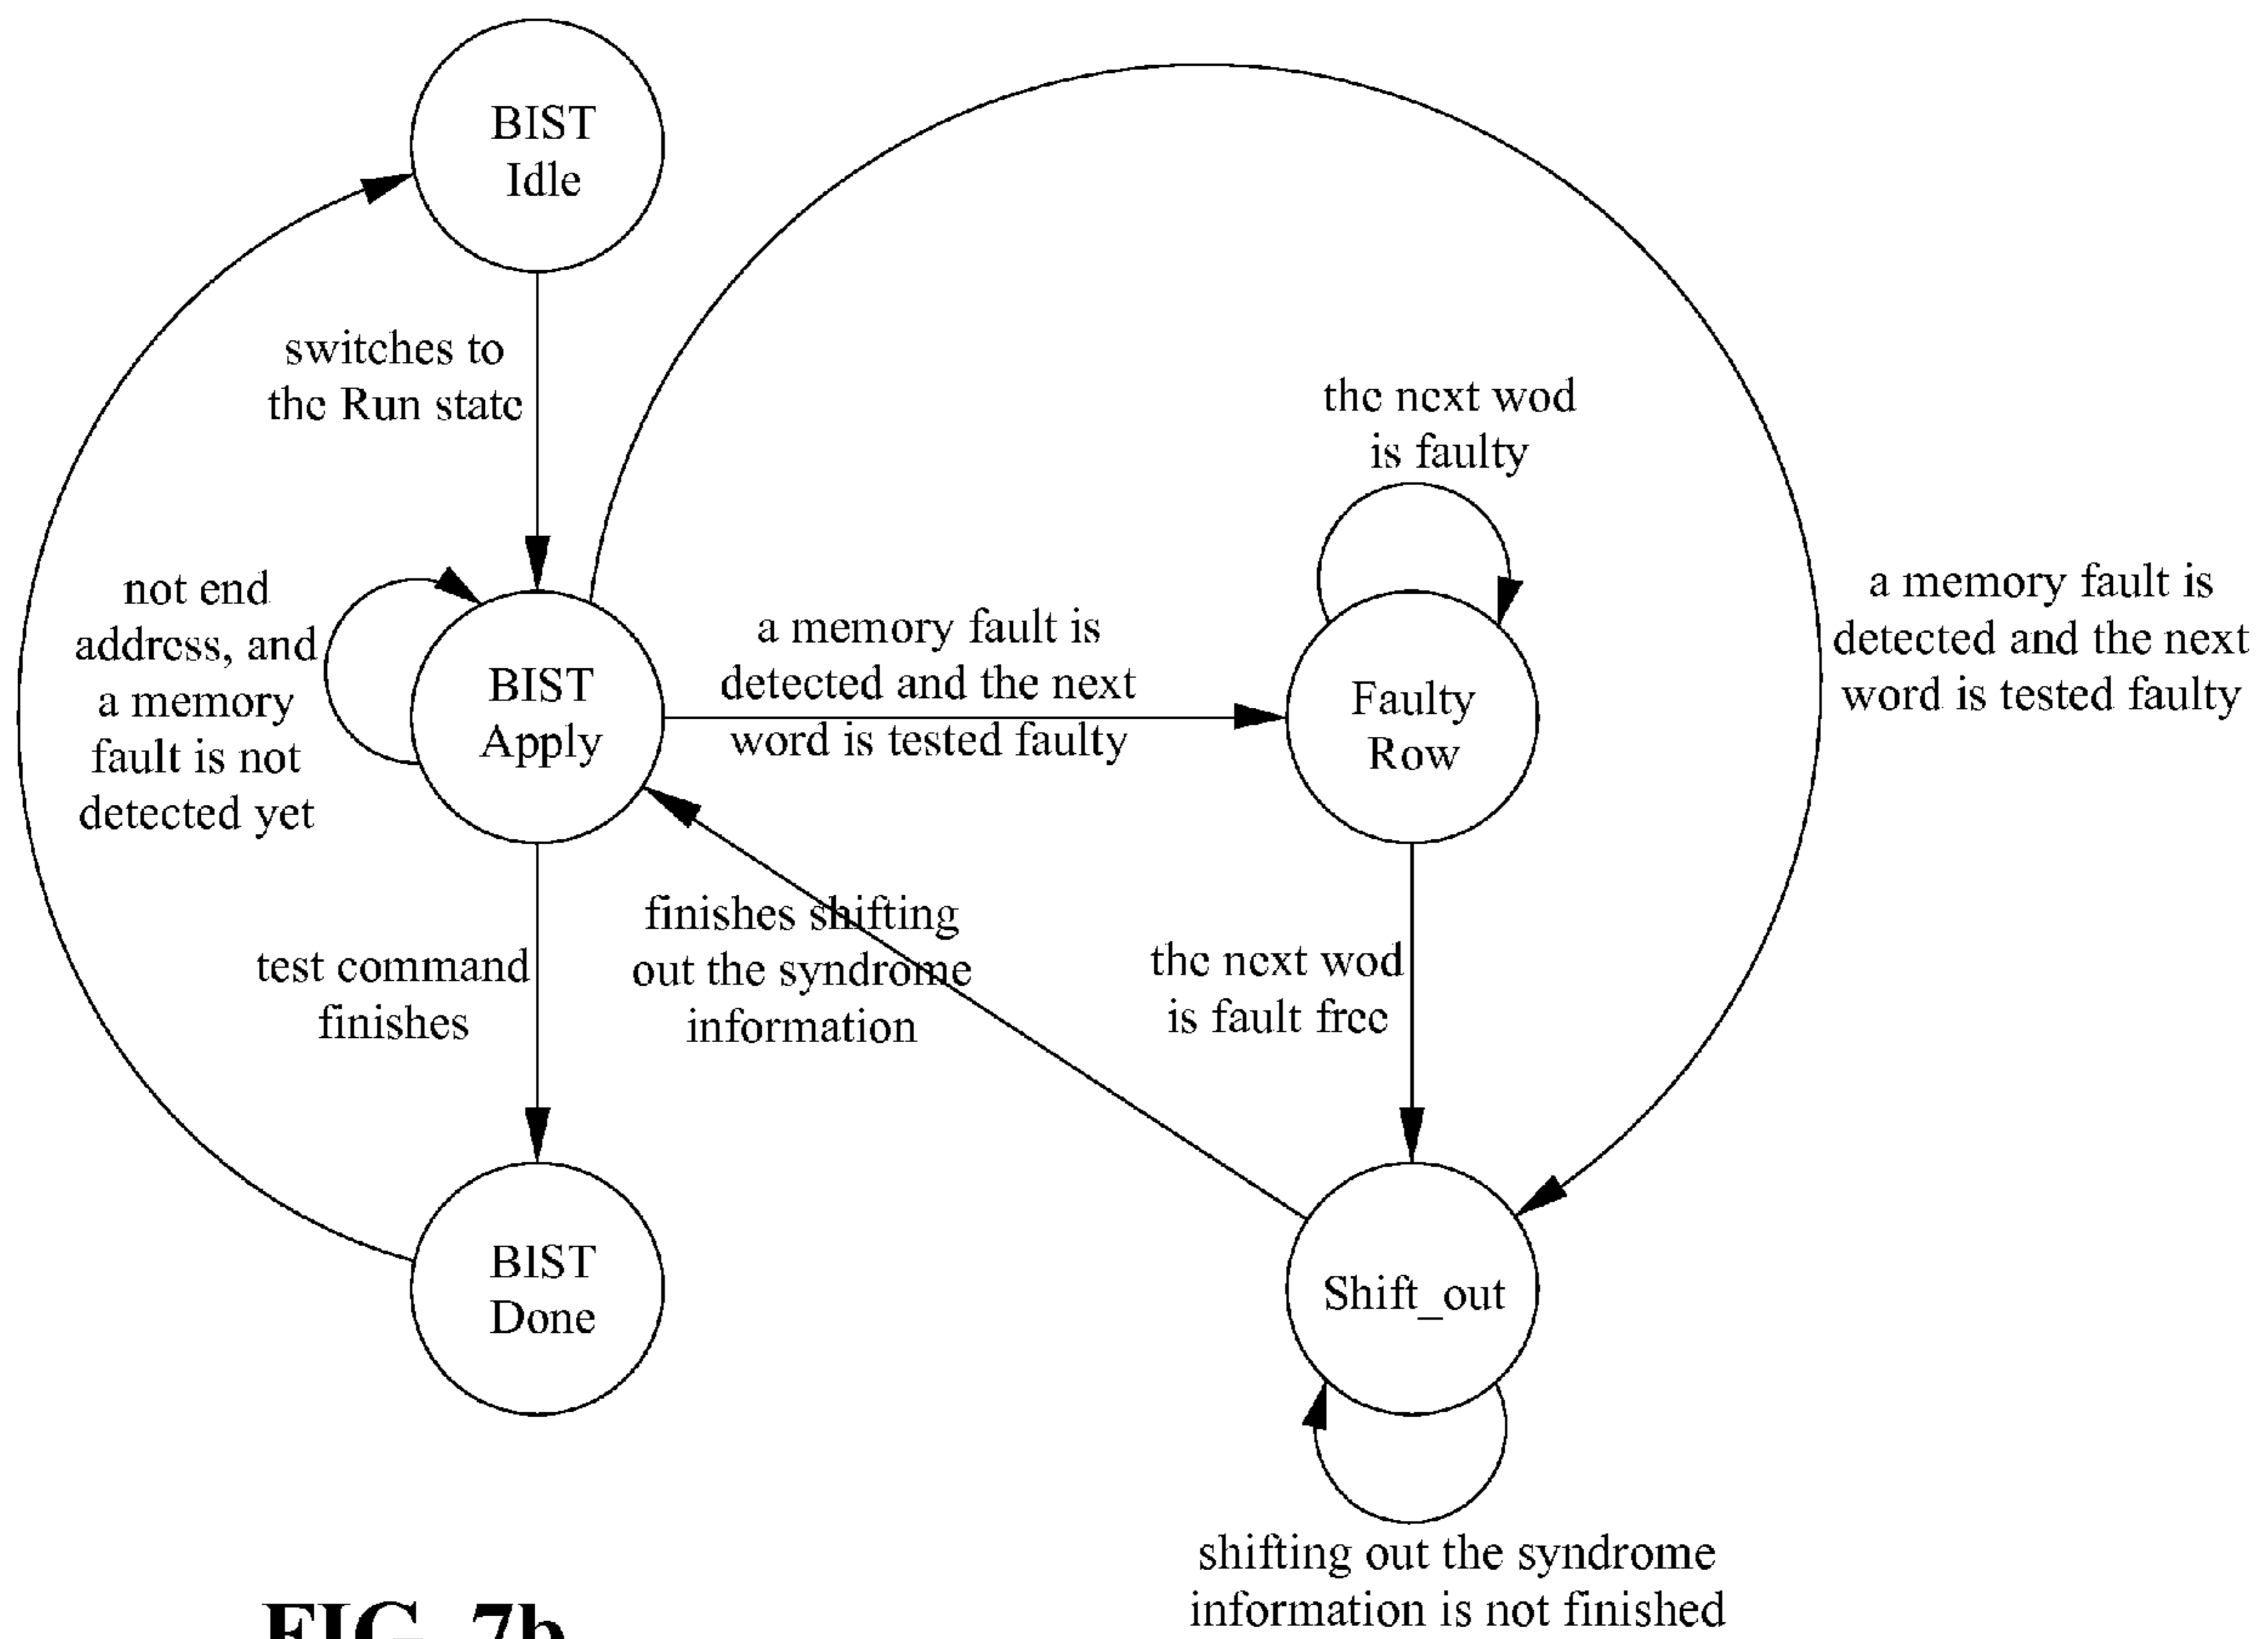 BIST
Idle
switches to
the Run state
the next wod
is faulty
not end
address, and
a memory
fault is not
detected yet
BIST
Apply
a memory fault is
detected and the next
word is tested faulty
Faulty
Row
a memory fault is
detected and the next
word is tested faulty
test command
finishes
finishes shifting
out the syndrome
information
the next wod
is fault free
BIST
Done
Shift_out
shifting out the syndrome
information is not finished
FIG. 7b